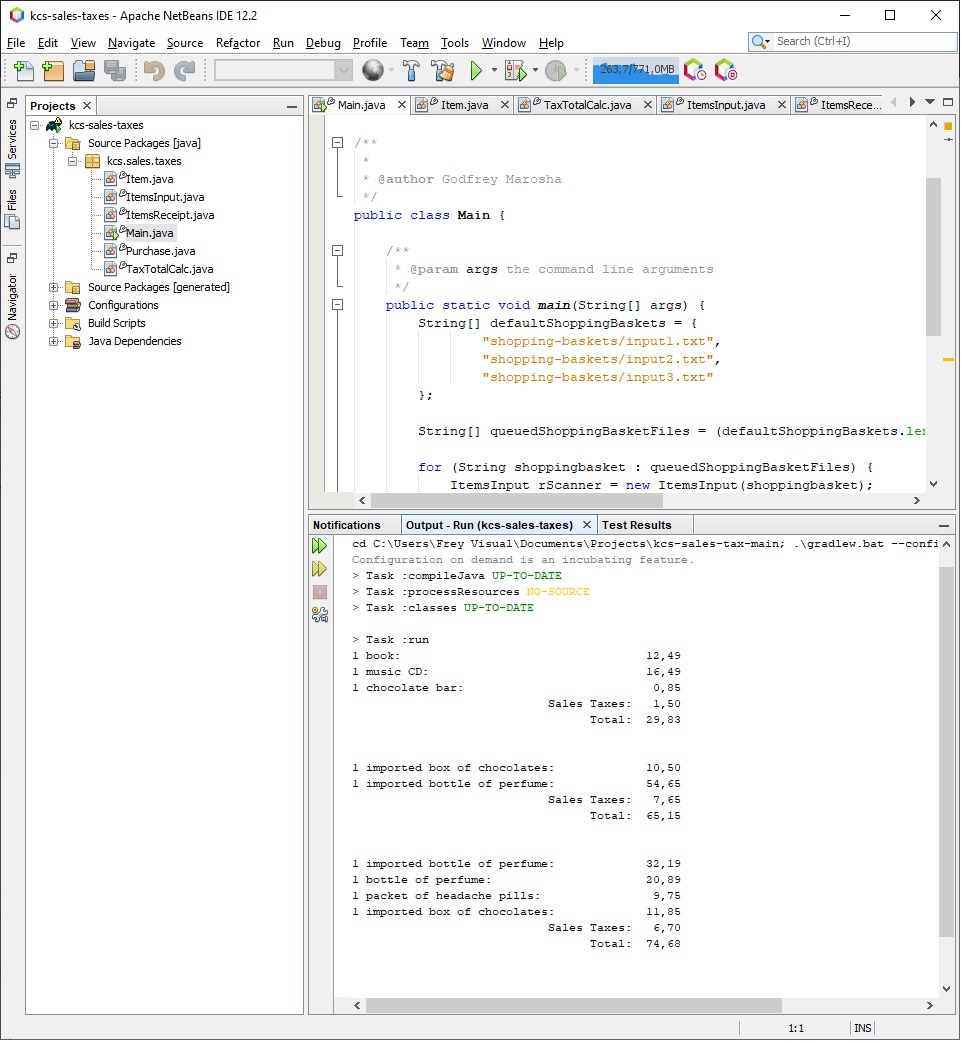 kcs-sales-taxes - Apache NetBeans IDE 12.2
File Edit View Navigate Source Refactor Run Debug Profile Team Tools Window Help
Search (Ctrl+I)
263,7/771,0MB
Services
Files
Navigator
Projects
kcs-sales-taxes
Source Packages [java]
kcs.sales.taxes
Item.java
ItemsInput.java
ItemsReceipt.java
Main.java
Purchase.java
TaxTotalCalc.java
Source Packages [generated]
Configurations
Build Scripts
Java Dependencies
Main.java Item.java TaxTotalCalc.java ItemsInput.java ItemsRece...
/**
*
* @author Godfrey Marosha
*/
public class Main {
/**
* @param args the command line arguments
*/
public static void main(String[] args) {
String[] defaultShoppingBaskets = {
"shopping-baskets/input1.txt",
"shopping-baskets/input2.txt",
"shopping-baskets/input3.txt"
};
String[] queuedShoppingBasketFiles = (defaultShoppingBaskets.len
for (String shoppingbasket : queuedShoppingBasketFiles) {
ItemsInput rScanner = new ItemsInput(shoppingbasket);
Notifications Output - Run (kcs-sales-taxes) Test Results
cd C:\Users\Frey Visual\Documents\Projects\kcs-sales-tax-main; .\gradlew.bat --confi
Configuration on demand is an incubating feature.
> Task :compileJava UP-TO-DATE
> Task :processResources NO-SOURCE
> Task :classes UP-TO-DATE
> Task :run
1 book: 12,49
1 music CD: 16,49
1 chocolate bar: 0,85
Sales Taxes: 1,50
Total: 29,83
1 imported box of chocolates: 10,50
1 imported bottle of perfume: 54,65
Sales Taxes: 7,65
Total: 65,15
1 imported bottle of perfume: 32,19
1 bottle of perfume: 20,89
1 packet of headache pills: 9,75
1 imported box of chocolates: 11,85
Sales Taxes: 6,70
Total: 74,68
1:1 INS